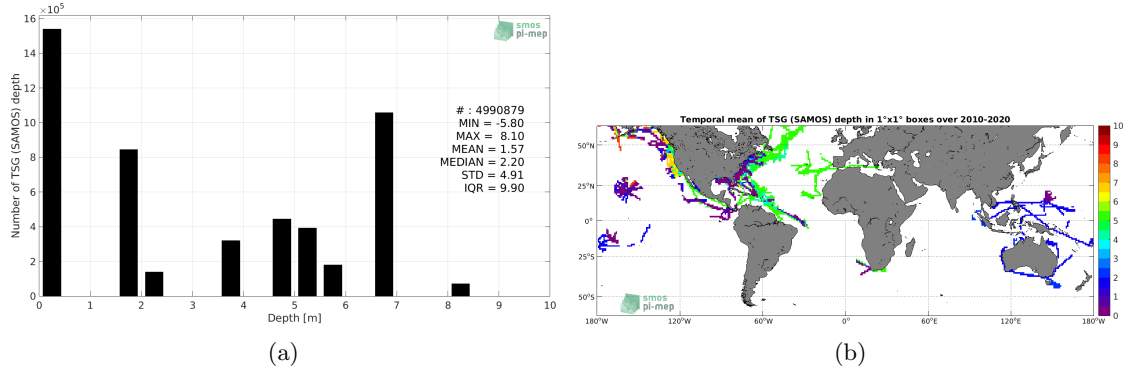 ×10⁵
16
14
12
10
8
6
4
2
0
Number of TSG (SAMOS) depth
smos
pi-mep
# : 4990879
MIN = -5.80
MAX = 8.10
MEAN = 1.57
MEDIAN = 2.20
STD = 4.91
IQR = 9.90
0 1 2 3 4 5 6 7 8 9 10
Depth [m]
(a)
Temporal mean of TSG (SAMOS) depth in 1°x1° boxes over 2010-2020
50°N
25°N
0°
25°S
50°S
smos
pi-mep
180°W 120°W 60°W 0° 60°E 120°E 180°W
10
9
8
7
6
5
4
3
2
1
0
(b)